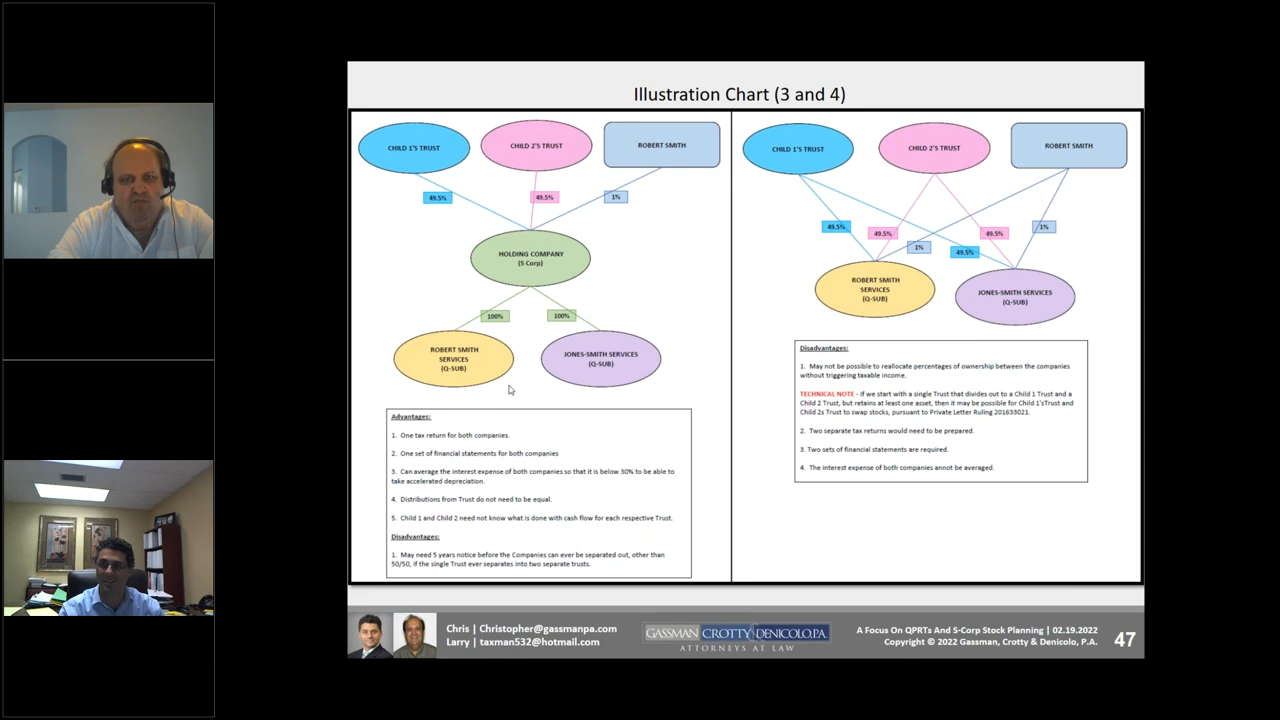 Illustration Chart (3 and 4)
CHILD 1'S TRUST
CHILD 2'S TRUST
ROBERT SMITH
49.5%
49.5%
1%
HOLDING COMPANY
(S Corp)
100%
100%
ROBERT SMITH
SERVICES
(Q-SUB)
JONES-SMITH SERVICES
(Q-SUB)
Advantages:
1. One tax return for both companies.
2. One set of financial statements for both companies
3. Can average the interest expense of both companies so that it is below 30% to be able to
take accelerated depreciation.
4. Distributions from Trust do not need to be equal.
5. Child 1 and Child 2 need not know what is done with cash flow for each respective Trust.
Disadvantages:
1. May need 5 years notice before the Companies can ever be separated out, other than
50/50, if the single Trust ever separates into two separate trusts.
CHILD 1'S TRUST
CHILD 2'S TRUST
ROBERT SMITH
49.5%
49.5%
1%
49.5%
49.5%
1%
ROBERT SMITH
SERVICES
(Q-SUB)
JONES-SMITH SERVICES
(Q-SUB)
Disadvantages:
1. May not be possible to reallocate percentages of ownership between the companies
without triggering taxable income.
TECHNICAL NOTE - If we start with a single Trust that divides out to a Child 1 Trust and a
Child 2 Trust, but retains at least one asset, then it may be possible for Child 1'sTrust and
Child 2s Trust to swap stocks, pursuant to Private Letter Ruling 201633021.
2. Two separate tax returns would need to be prepared.
3. Two sets of financial statements are required.
4. The interest expense of both companies annot be averaged.
Chris | Christopher@gassmanpa.com
Larry | taxman532@hotmail.com
GASSMAN CROTTY DENICOLO, P.A.
ATTORNEYS AT LAW
A Focus On QPRTs And S-Corp Stock Planning | 02.19.2022
Copyright © 2022 Gassman, Crotty & Denicolo, P.A.
47